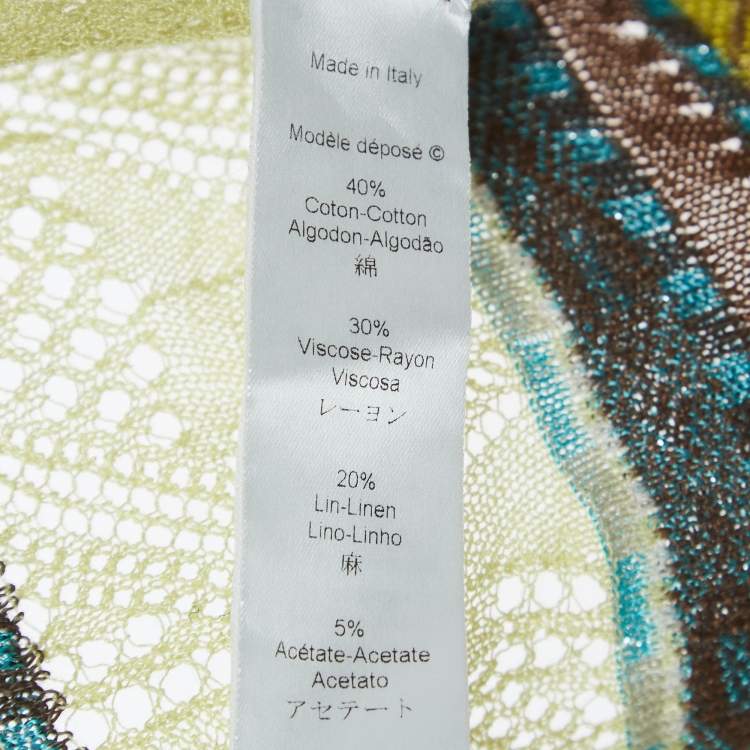 Made in Italy
Modèle déposé ©
40%
Coton-Cotton
Algodon-Algodão
綿
30%
Viscose-Rayon
Viscosa
レーヨン
20%
Lin-Linen
Lino-Linho
麻
5%
Acétate-Acetate
Acetato
アセテート